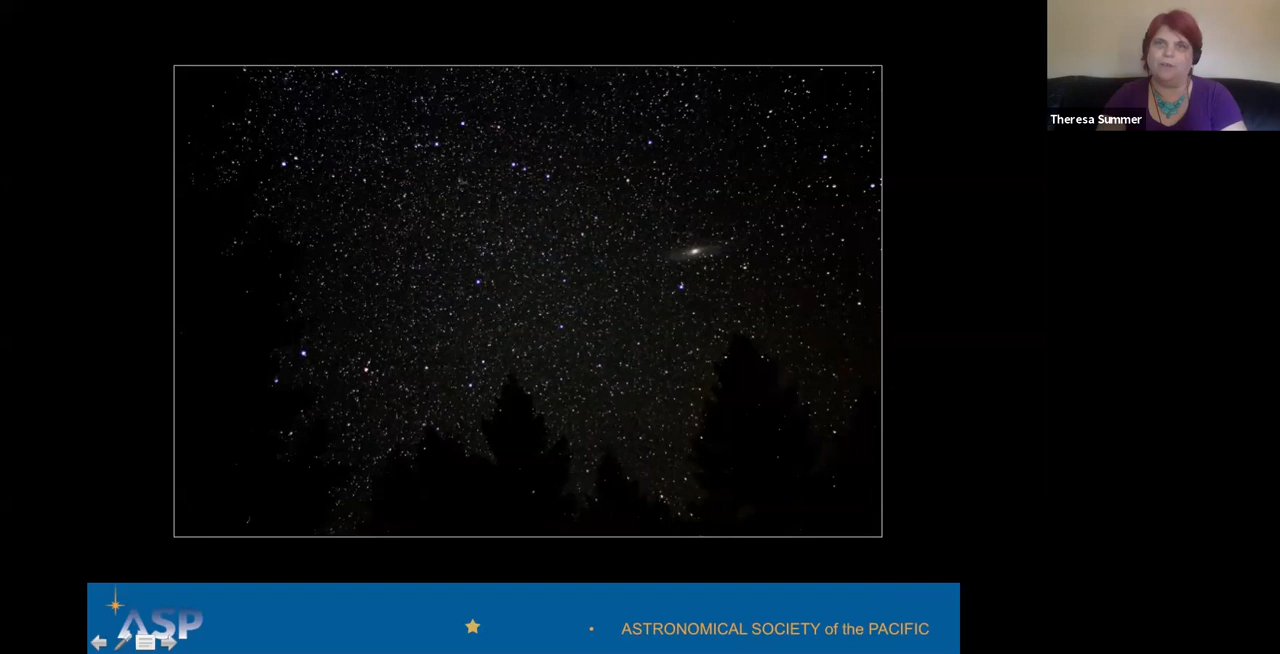 Theresa Summer
ASP
ASTRONOMICAL SOCIETY of the PACIFIC